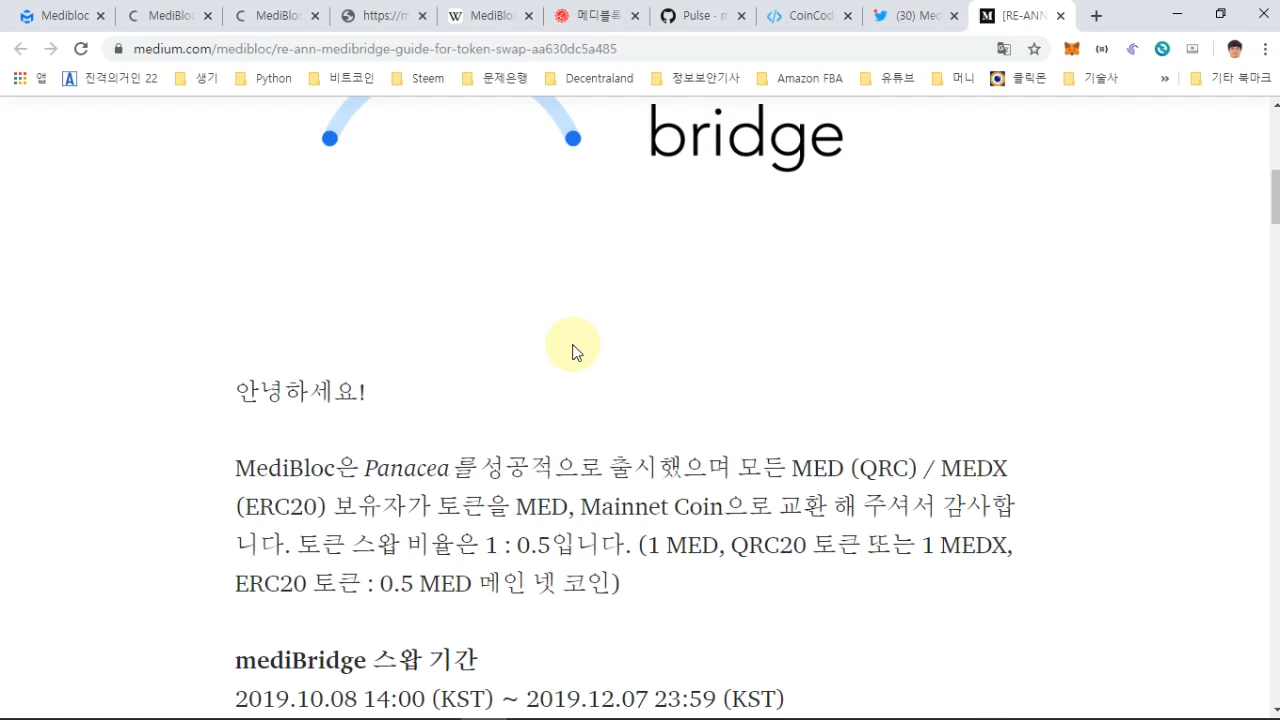 Medibloc
MediBloc
MediBloc
https://m
MediBloc
메디블록
Pulse - m
CoinCod
(30) Med
[RE-ANN
medium.com/medibloc/re-ann-medibridge-guide-for-token-swap-aa630dc5a485
앱
진격의거인 22
생기
Python
비트코인
Steem
문제은행
Decentraland
정보보안기사
Amazon FBA
유튜브
머니
클릭몬
기술사
»
기타 북마크
bridge
안녕하세요!
MediBloc은 Panacea 를성공적으로 출시했으며 모든 MED (QRC) / MEDX
(ERC20) 보유자가 토큰을 MED, Mainnet Coin으로 교환 해 주셔서 감사합
니다. 토큰 스왑 비율은 1 : 0.5입니다. (1 MED, QRC20 토큰 또는 1 MEDX,
ERC20 토큰 : 0.5 MED 메인 넷 코인)
mediBridge 스왑 기간
2019.10.08 14:00 (KST) ~ 2019.12.07 23:59 (KST)